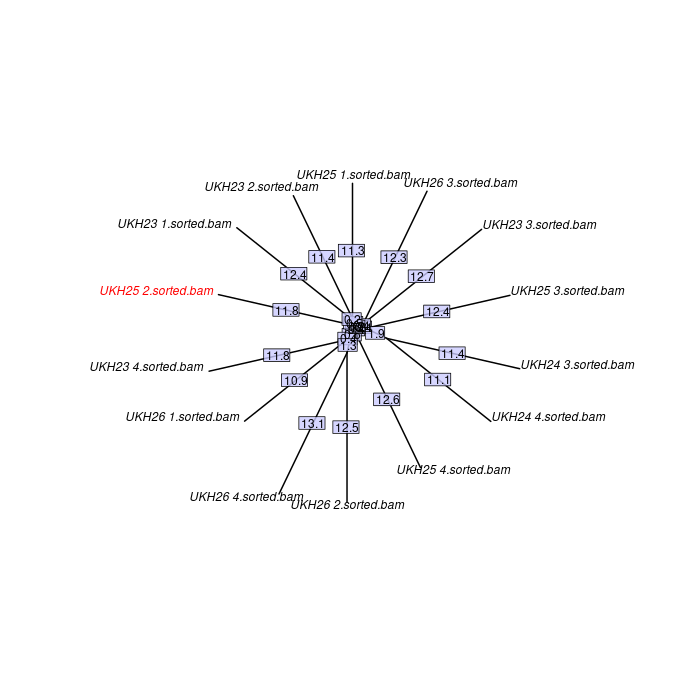 UKH25 1.sorted.bam
UKH23 2.sorted.bam
UKH26 3.sorted.bam
UKH23 1.sorted.bam
UKH23 3.sorted.bam
11.3
11.4
12.3
12.4
12.7
UKH25 2.sorted.bam
UKH25 3.sorted.bam
11.8
12.4
0.2
1.9
1.3
11.8
11.4
UKH23 4.sorted.bam
UKH24 3.sorted.bam
10.9
11.1
12.6
UKH26 1.sorted.bam
UKH24 4.sorted.bam
13.1
12.5
UKH25 4.sorted.bam
UKH26 4.sorted.bam
UKH26 2.sorted.bam